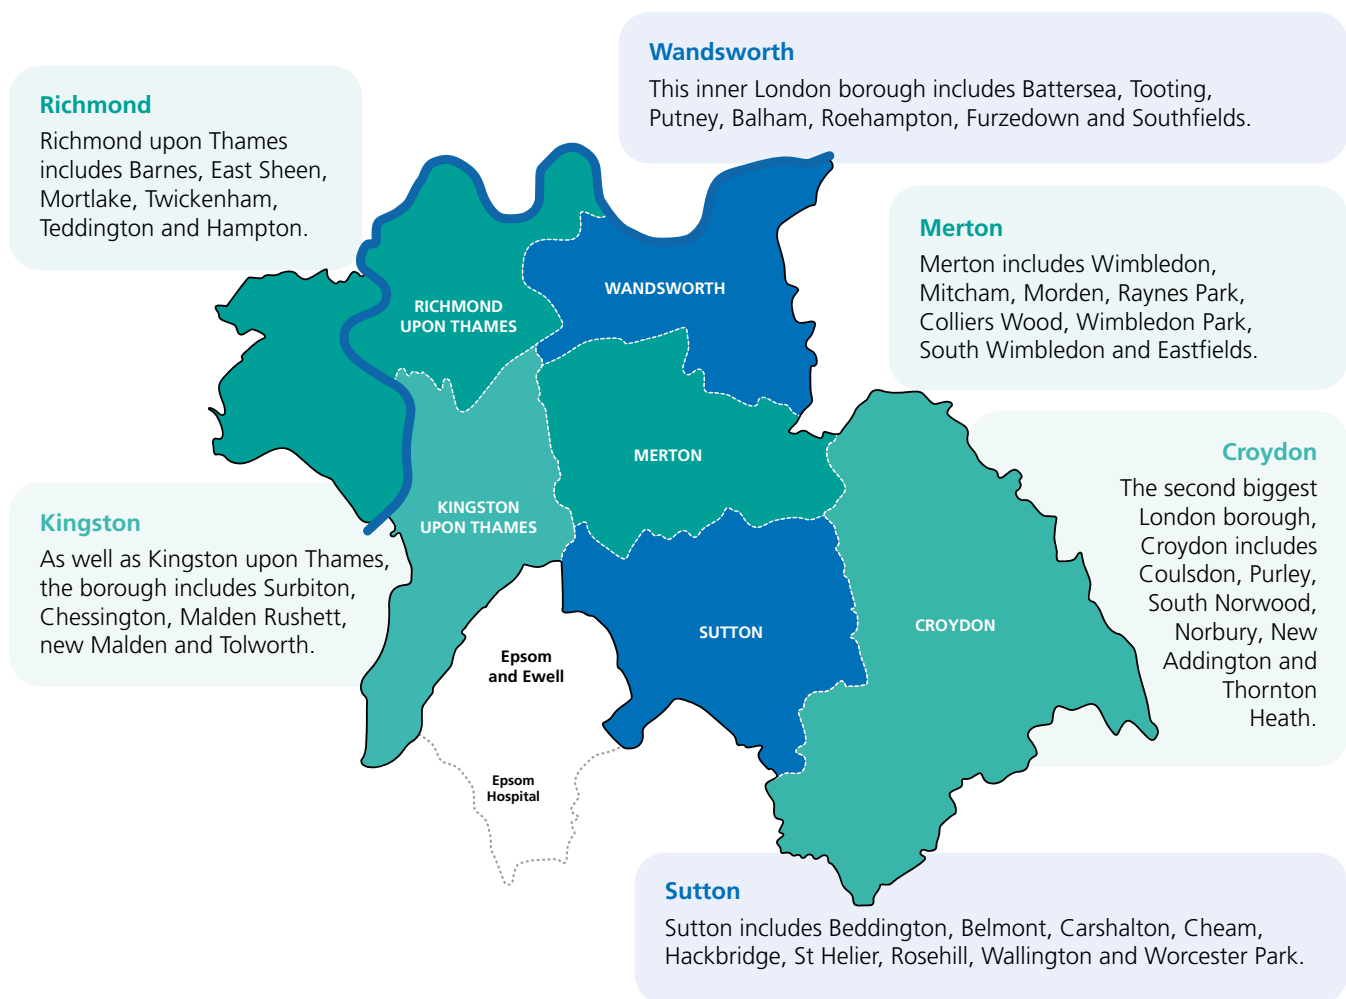 Wandsworth
This inner London borough includes Battersea, Tooting,
Putney, Balham, Roehampton, Furzedown and Southfields.
Richmond
Richmond upon Thames
includes Barnes, East Sheen,
Mortlake, Twickenham,
Teddington and Hampton.
Merton
Merton includes Wimbledon,
Mitcham, Morden, Raynes Park,
Colliers Wood, Wimbledon Park,
South Wimbledon and Eastfields.
WANDSWORTH
RICHMOND
UPON THAMES
MERTON
KINGSTON
UPON THAMES
Croydon
The second biggest
London borough,
Croydon includes
Coulsdon, Purley,
South Norwood,
Norbury, New
Addington and
Thornton
Heath.
Kingston
As well as Kingston upon Thames,
the borough includes Surbiton,
Chessington, Malden Rushett,
new Malden and Tolworth.
SUTTON
CROYDON
Epsom
and Ewell
Epsom
Hospital
Sutton
Sutton includes Beddington, Belmont, Carshalton, Cheam,
Hackbridge, St Helier, Rosehill, Wallington and Worcester Park.